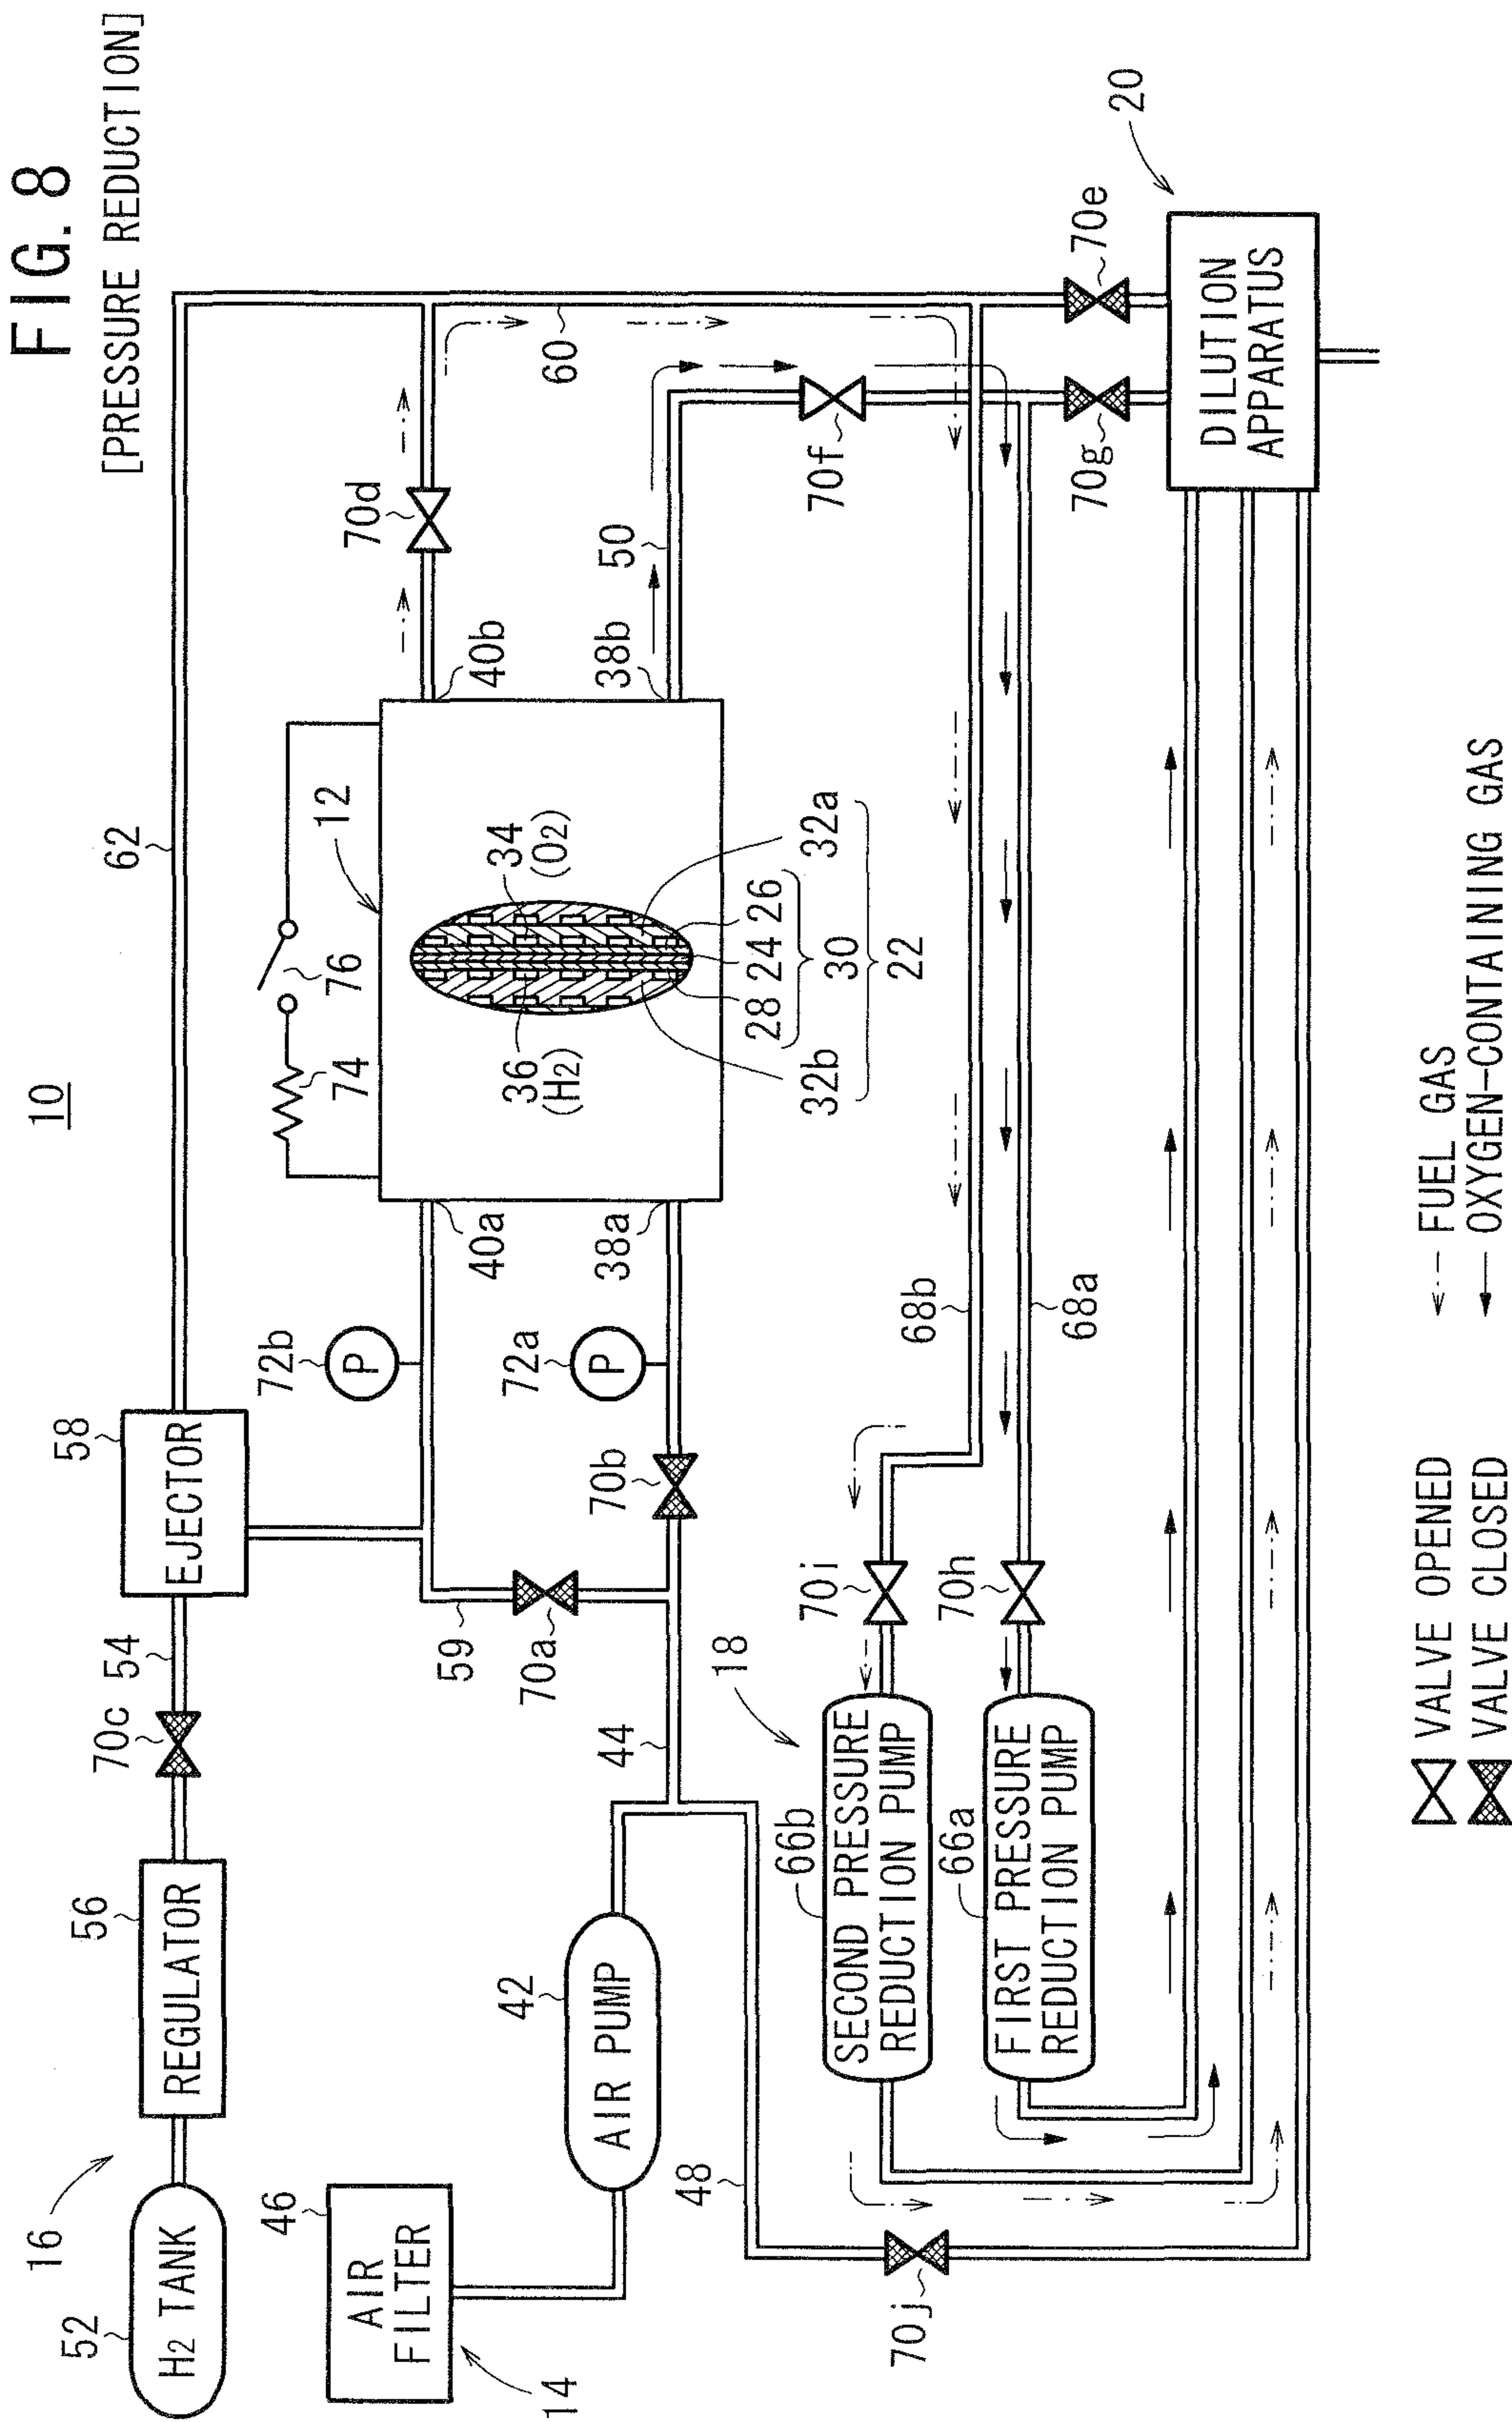 FIG. 8
[PRESSURE REDUCTION]
10
16
52
H2 TANK
56
REGULATOR
70c
54
58
EJECTOR
62
46
AIR
FILTER
14
42
AIR PUMP
44
59
70a
70b
72b
P
72a
P
40a
38a
74
76
12
36
(H2)
34
(O2)
28 24 26
32b
30
32a
22
40b
38b
70d
50
60
70f
70e
70g
20
DILUTION
APPARATUS
48
70j
18
66b
SECOND PRESSURE
REDUCTION PUMP
66a
FIRST PRESSURE
REDUCTION PUMP
70i
70h
68b
68a
VALVE OPENED
VALVE CLOSED
FUEL GAS
OXYGEN-CONTAINING GAS